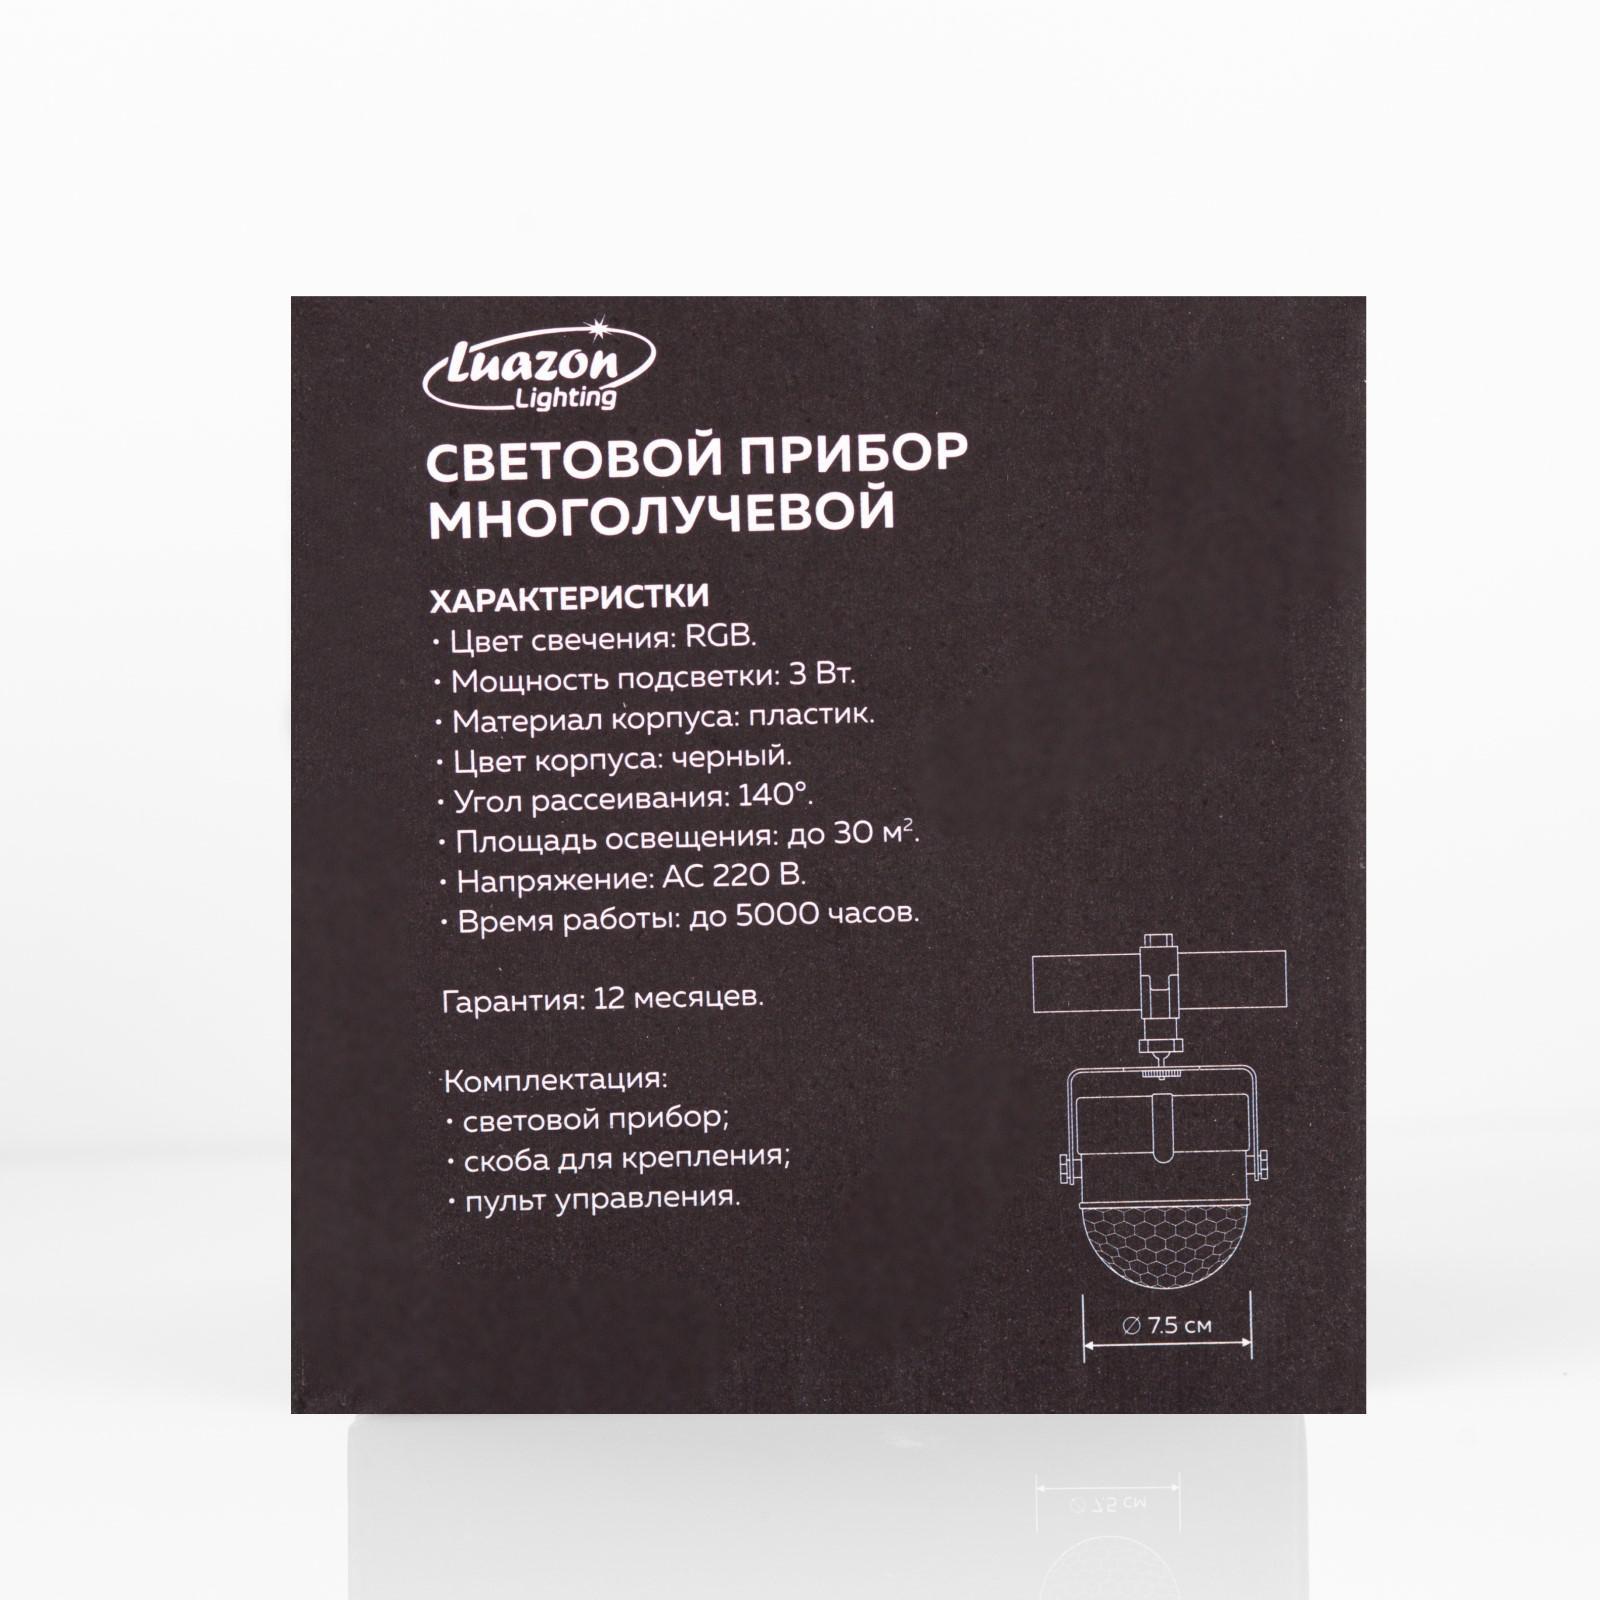 Luazon
Lighting
СВЕТОВОЙ ПРИБОР
МНОГОЛУЧЕВОЙ
ХАРАКТЕРИСТКИ
• Цвет свечения: RGB.
• Мощность подсветки: 3 Вт.
• Материал корпуса: пластик.
• Цвет корпуса: черный.
• Угол рассеивания: 140°.
• Площадь освещения: до 30 м².
• Напряжение: AC 220 В.
• Время работы: до 5000 часов.
Гарантия: 12 месяцев.
Комплектация:
• световой прибор;
• скоба для крепления;
• пульт управления.
∅ 7.5 см